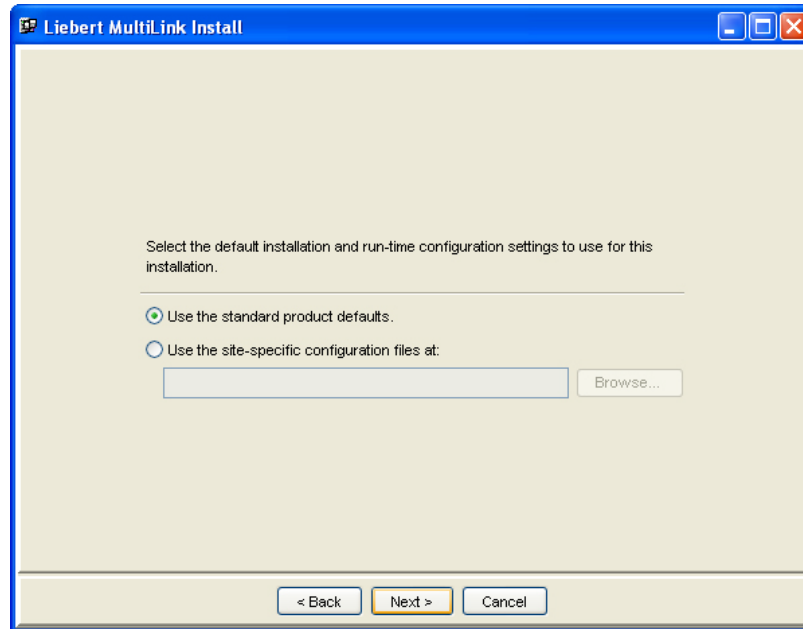 Liebert MultiLink Install
Select the default installation and run-time configuration settings to use for this
installation.
Use the standard product defaults.
Use the site-specific configuration files at:
Browse...
< Back Next > Cancel